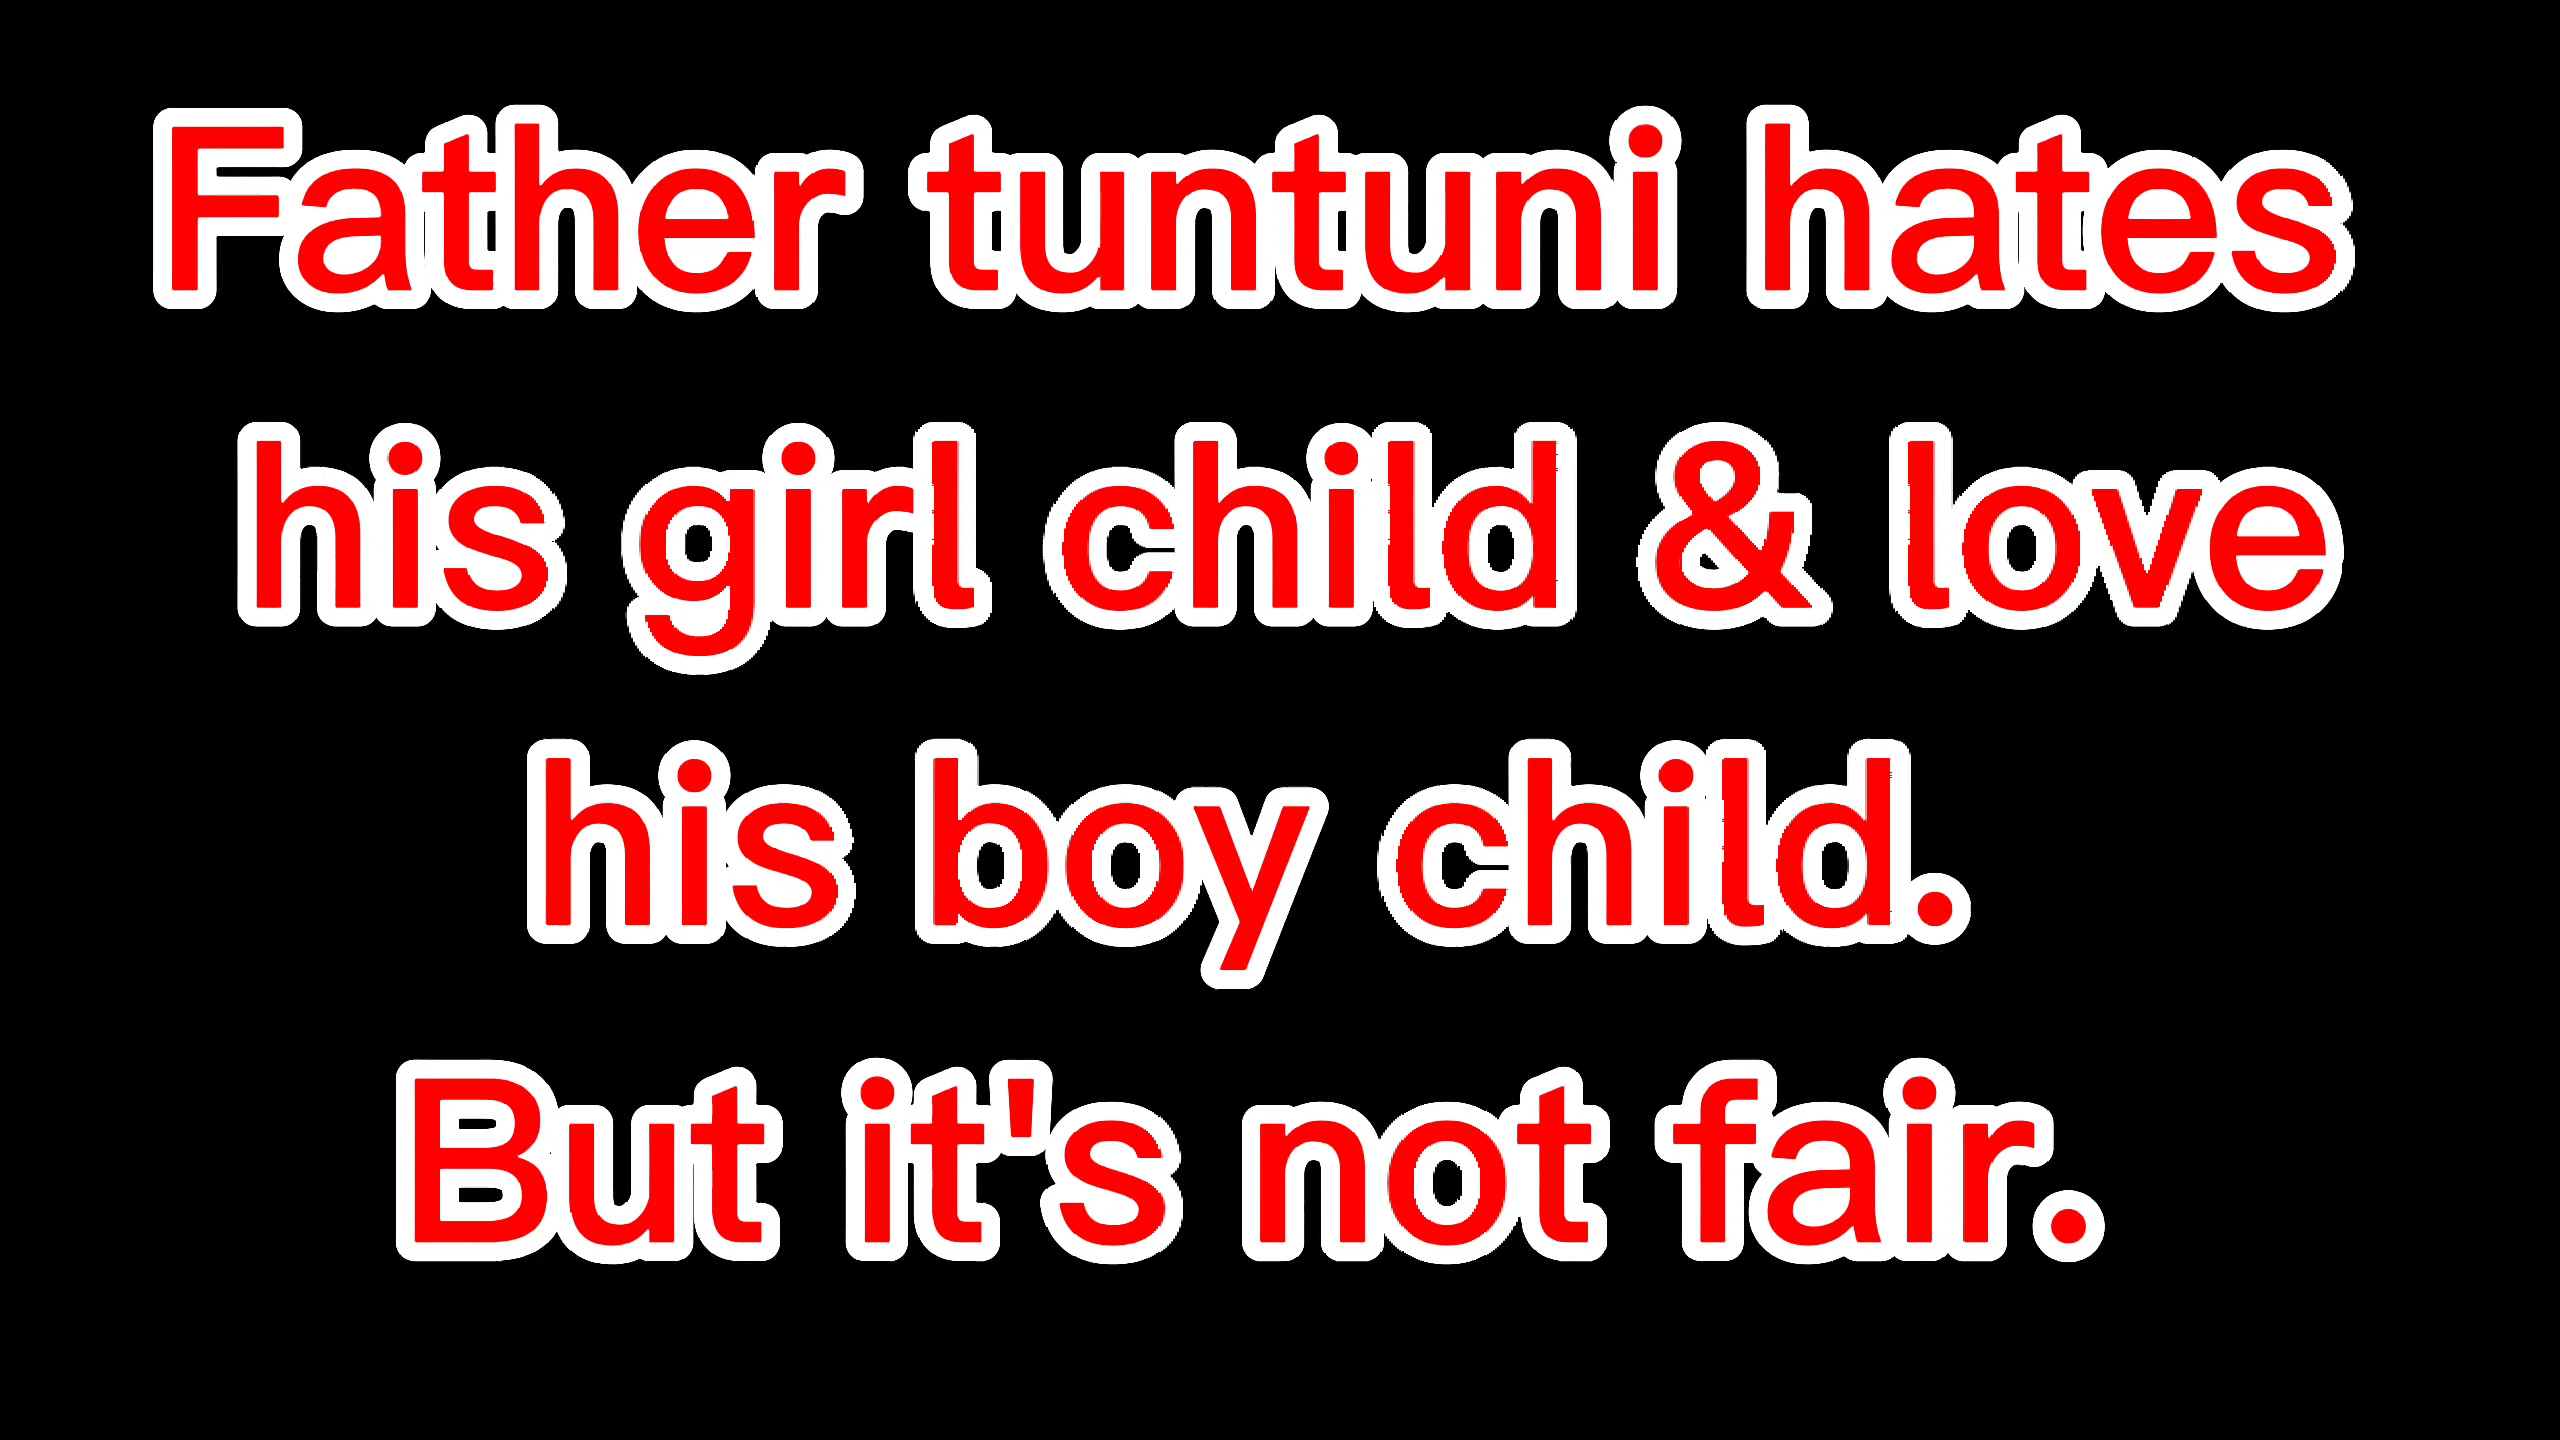 Father tuntuni hates
his girl child & love
his boy child.
But it's not fair.